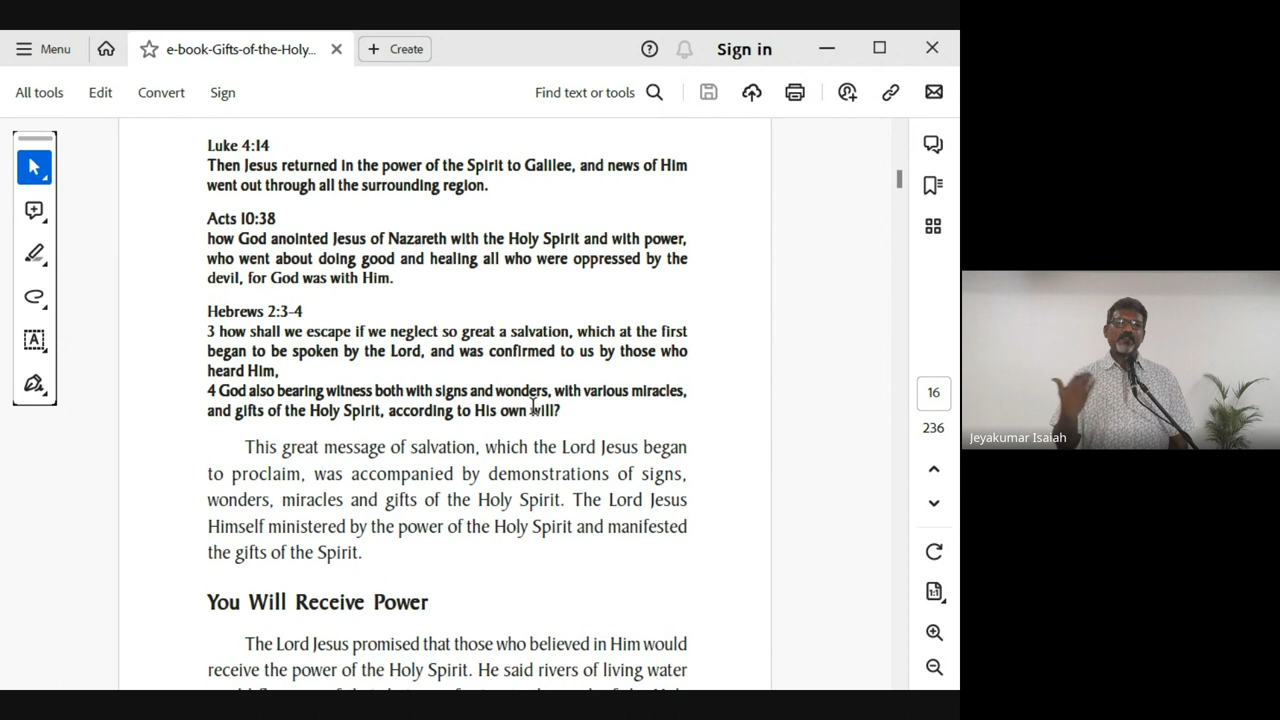 Menu
e-book-Gifts-of-the-Holy...
Create
Sign in
All tools
Edit
Convert
Sign
Find text or tools
Luke 4:14
Then Jesus returned in the power of the Spirit to Galilee, and news of Him
went out through all the surrounding region.
Acts 10:38
how God anointed Jesus of Nazareth with the Holy Spirit and with power,
who went about doing good and healing all who were oppressed by the
devil, for God was with Him.
Hebrews 2:3-4
3 how shall we escape if we neglect so great a salvation, which at the first
began to be spoken by the Lord, and was confirmed to us by those who
heard Him,
4 God also bearing witness both with signs and wonders, with various miracles,
and gifts of the Holy Spirit, according to His own will?
This great message of salvation, which the Lord Jesus began
to proclaim, was accompanied by demonstrations of signs,
wonders, miracles and gifts of the Holy Spirit. The Lord Jesus
Himself ministered by the power of the Holy Spirit and manifested
the gifts of the Spirit.
You Will Receive Power
The Lord Jesus promised that those who believed in Him would
receive the power of the Holy Spirit. He said rivers of living water
16
236
1:1
Jeyakumar Isaiah